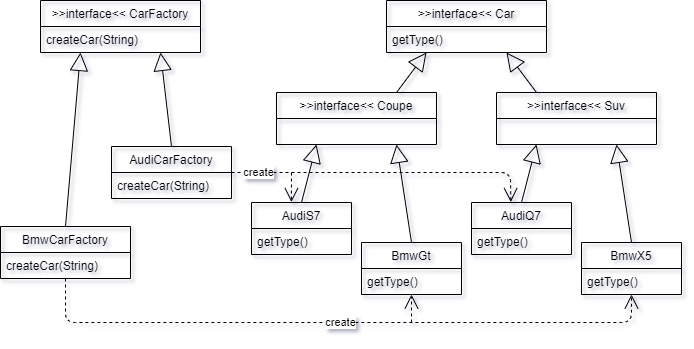 >>interface<< CarFactory
createCar(String)
>>interface<< Car
getType()
>>interface<< Coupe
>>interface<< Suv
AudiCarFactory
createCar(String)
create
AudiS7
getType()
AudiQ7
getType()
BmwCarFactory
createCar(String)
BmwGt
getType()
BmwX5
getType()
create